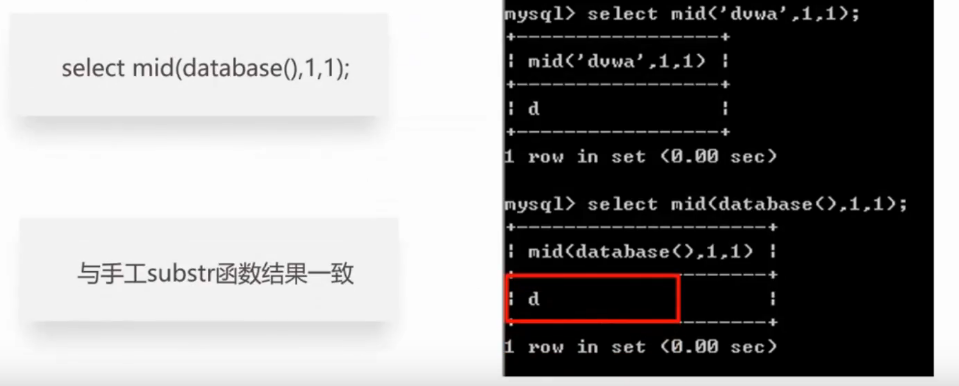 select mid(database(),1,1);
与手工substr函数结果一致
mysql> select mid('dvwa',1,1);
+-----------------+
| mid('dvwa',1,1) |
+-----------------+
| d               |
+-----------------+
1 row in set (0.00 sec)
mysql> select mid(database(),1,1);
+---------------------+
| mid(database(),1,1) |
+---------------------+
| d                   |
+---------------------+
1 row in set (0.00 sec)